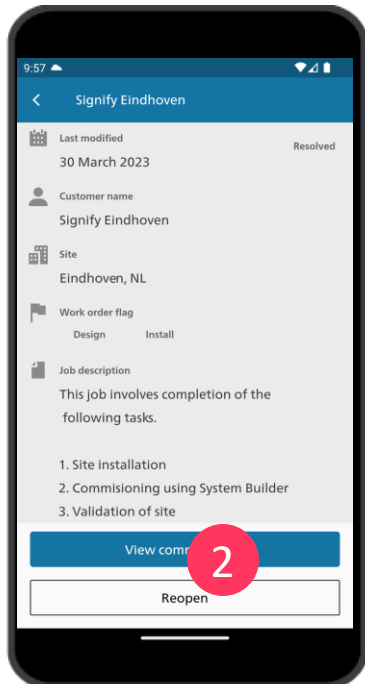 9:57
Signify Eindhoven
Last modified
Resolved
30 March 2023
Customer name
Signify Eindhoven
Site
Eindhoven, NL
Work order flag
Design Install
Job description
This job involves completion of the
following tasks.
1. Site installation
2. Commisioning using System Builder
3. Validation of site
View
2
Reopen